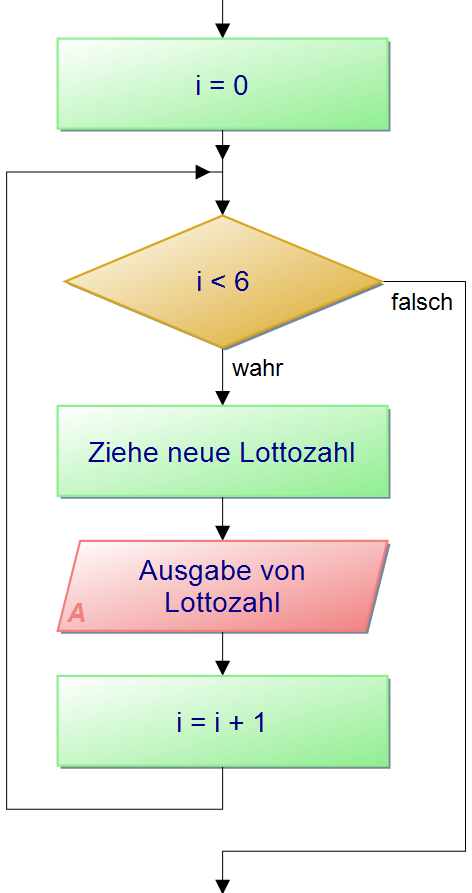 i = 0
i < 6
falsch
wahr
Ziehe neue Lottozahl
Ausgabe von
Lottozahl
A
i = i + 1